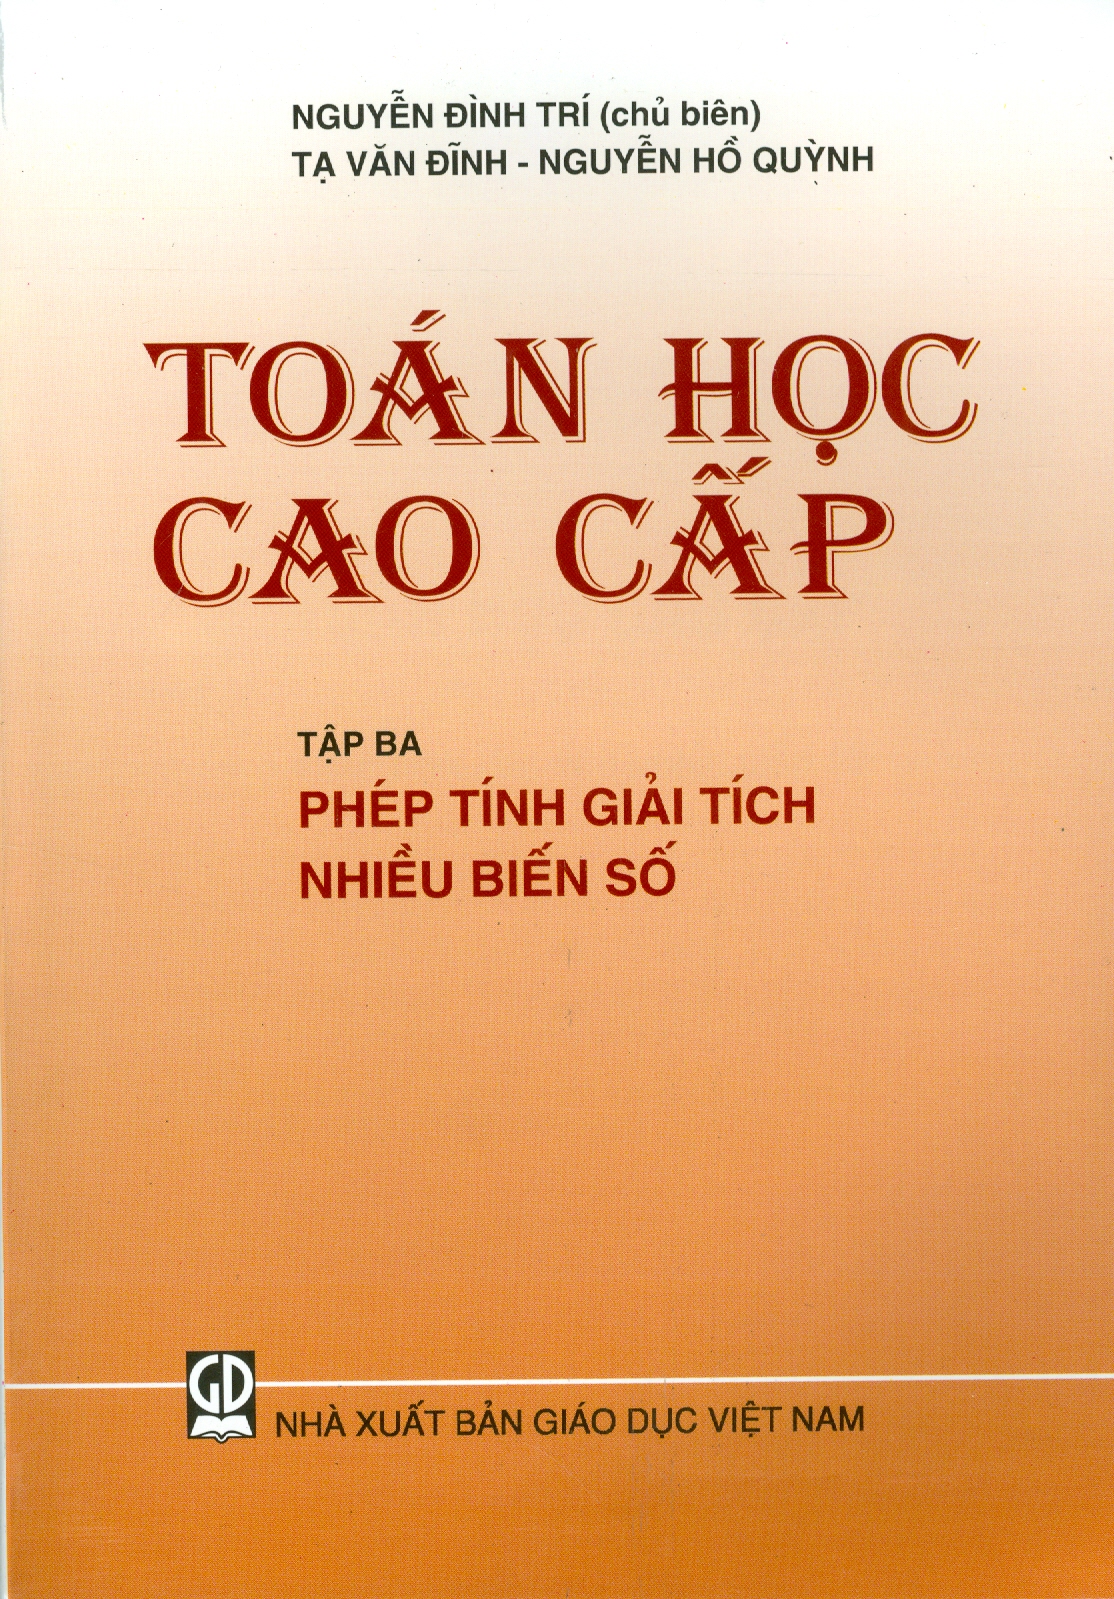 NGUYỄN ĐÌNH TRÍ (chủ biên)
TẠ VĂN ĐĨNH - NGUYỄN HỒ QUỲNH
TOÁN HỌC
CAO CẤP
TẬP BA
PHÉP TÍNH GIẢI TÍCH
NHIỀU BIẾN SỐ
GD
NHÀ XUẤT BẢN GIÁO DỤC VIỆT NAM